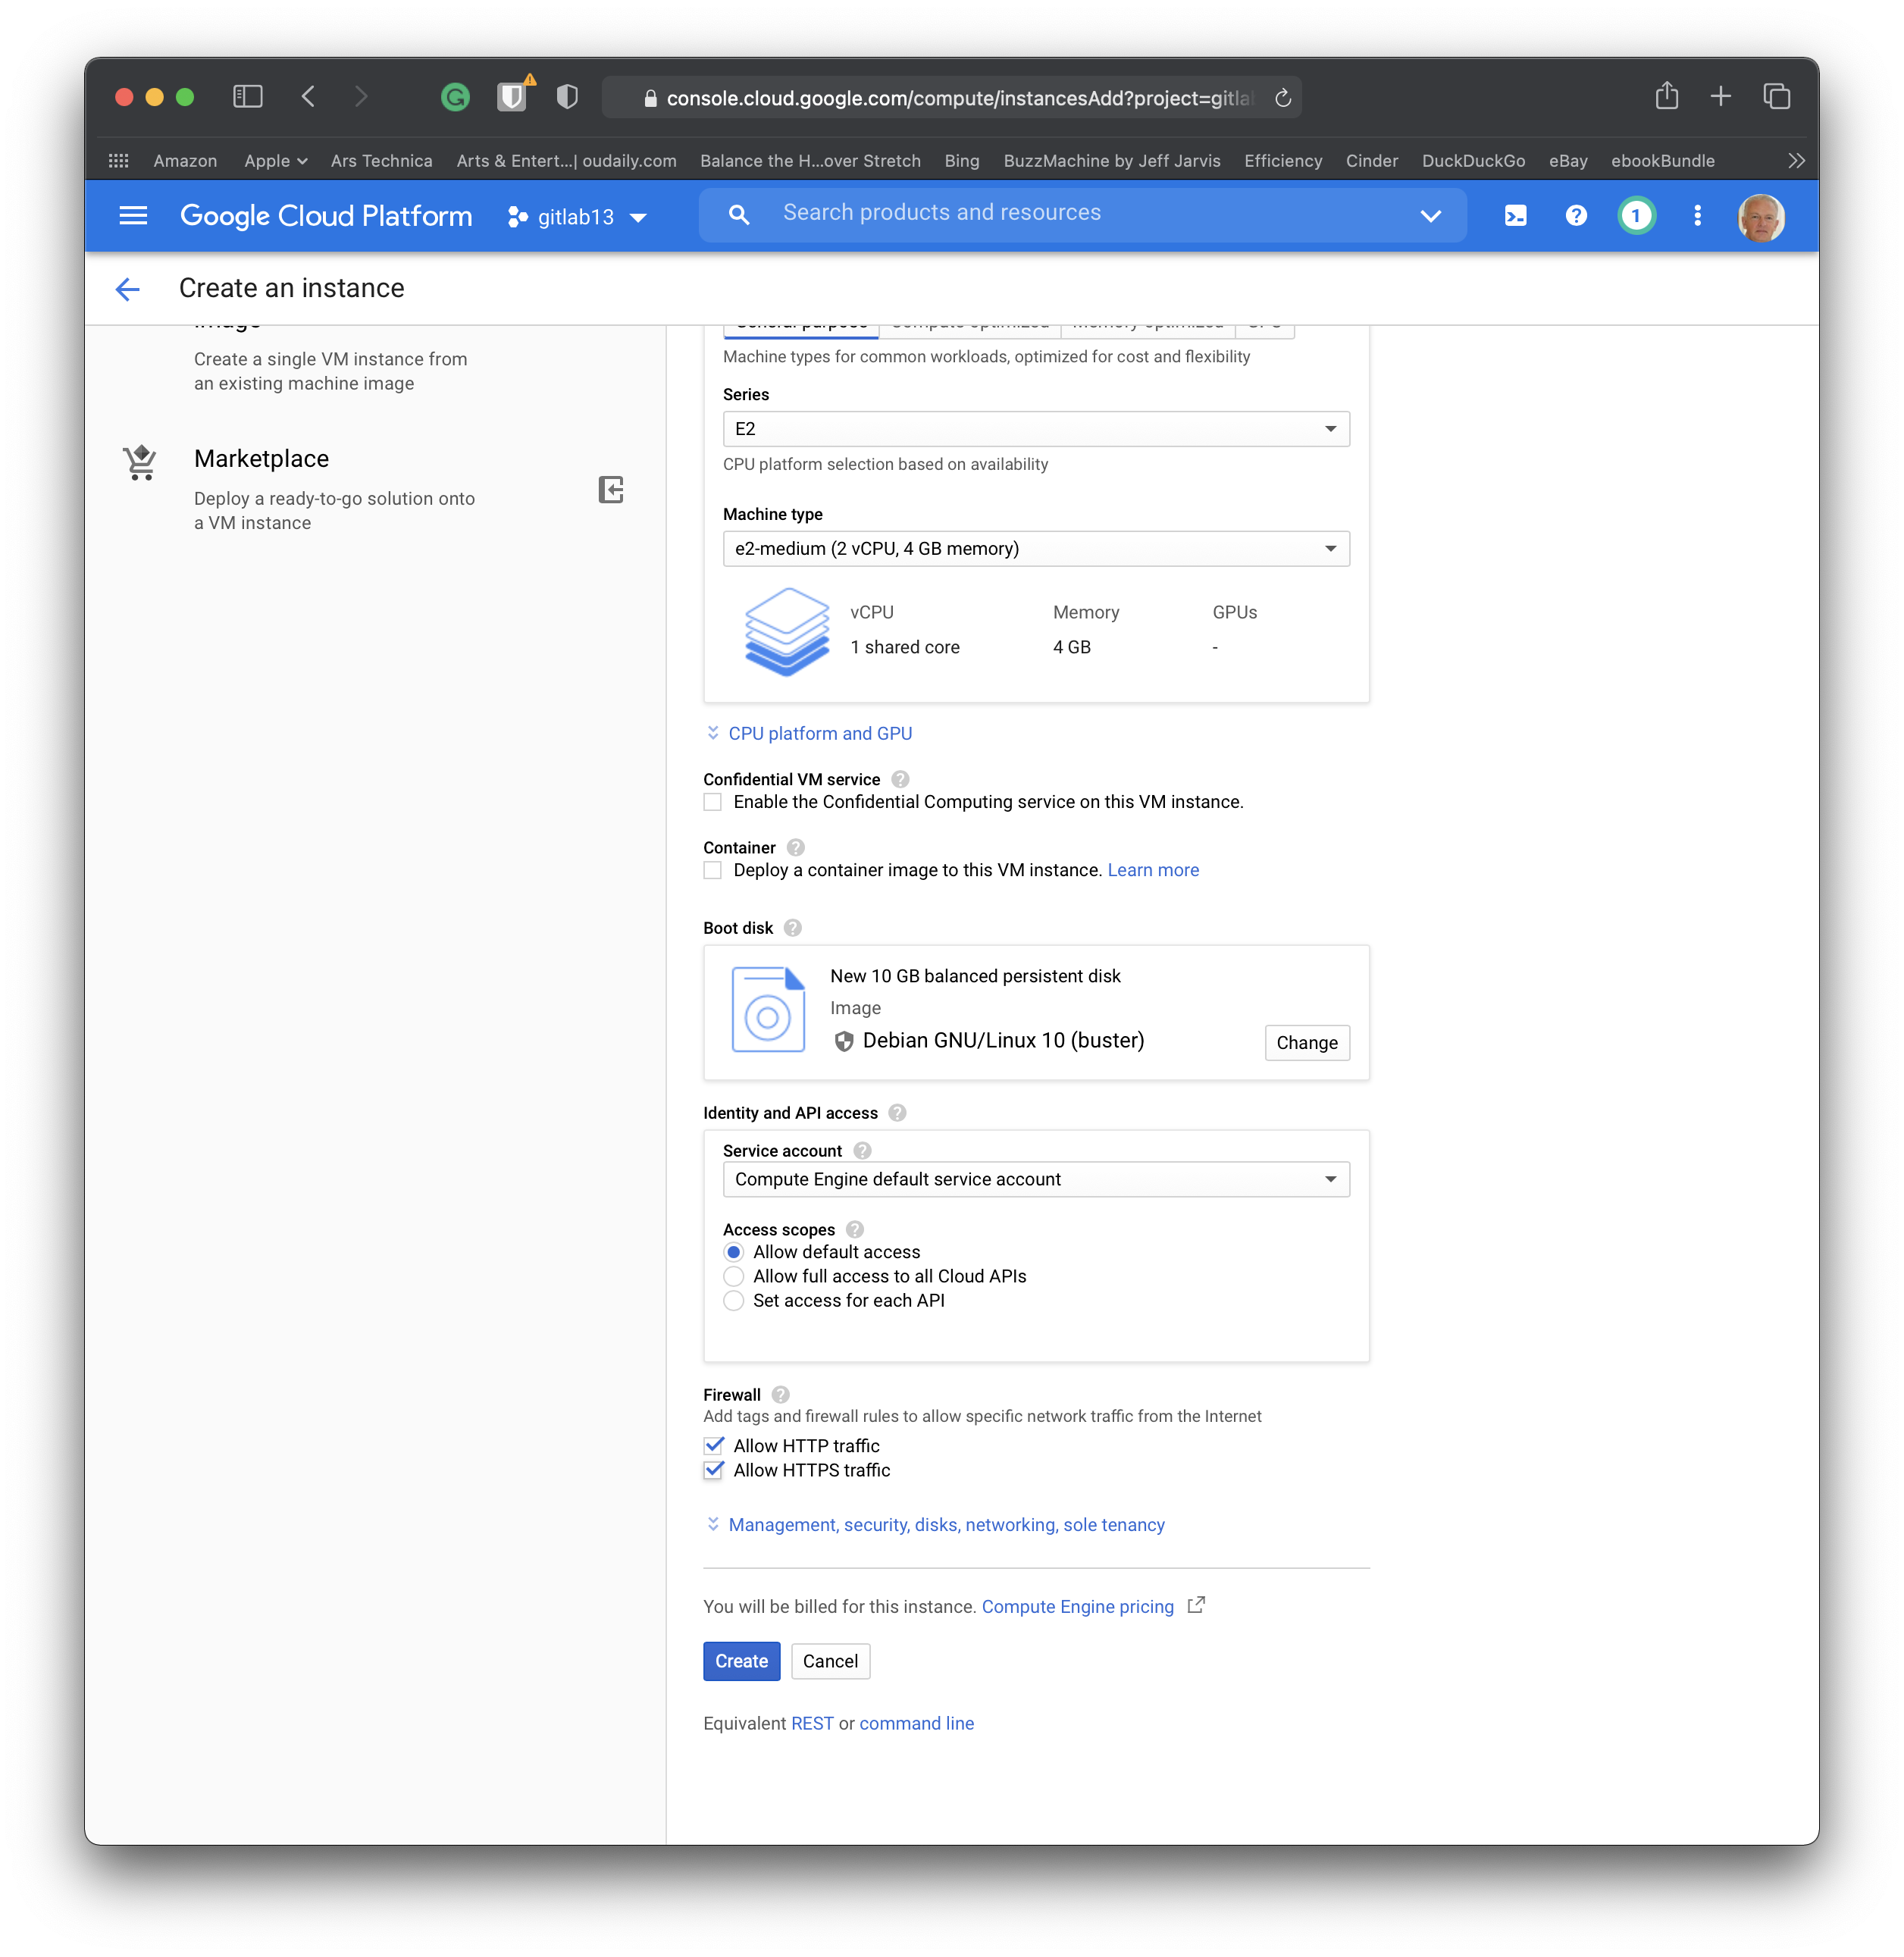 console.cloud.google.com/compute/instancesAdd?project=gitla
Amazon Apple Ars Technica Arts & Entert...| oudaily.com Balance the H...over Stretch Bing BuzzMachine by Jeff Jarvis Efficiency Cinder DuckDuckGo eBay ebookBundle
Google Cloud Platform gitlab13 Search products and resources 1
Create an instance
Image
Create a single VM instance from
an existing machine image
Marketplace
Deploy a ready-to-go solution onto
a VM instance
General purpose Compute-optimized Memory-optimized GPU
Machine types for common workloads, optimized for cost and flexibility
Series
E2
CPU platform selection based on availability
Machine type
e2-medium (2 vCPU, 4 GB memory)
vCPU Memory GPUs
1 shared core 4 GB -
CPU platform and GPU
Confidential VM service
Enable the Confidential Computing service on this VM instance.
Container
Deploy a container image to this VM instance. Learn more
Boot disk
New 10 GB balanced persistent disk
Image
Debian GNU/Linux 10 (buster)
Change
Identity and API access
Service account
Compute Engine default service account
Access scopes
Allow default access
Allow full access to all Cloud APIs
Set access for each API
Firewall
Add tags and firewall rules to allow specific network traffic from the Internet
Allow HTTP traffic
Allow HTTPS traffic
Management, security, disks, networking, sole tenancy
You will be billed for this instance. Compute Engine pricing
Create Cancel
Equivalent REST or command line